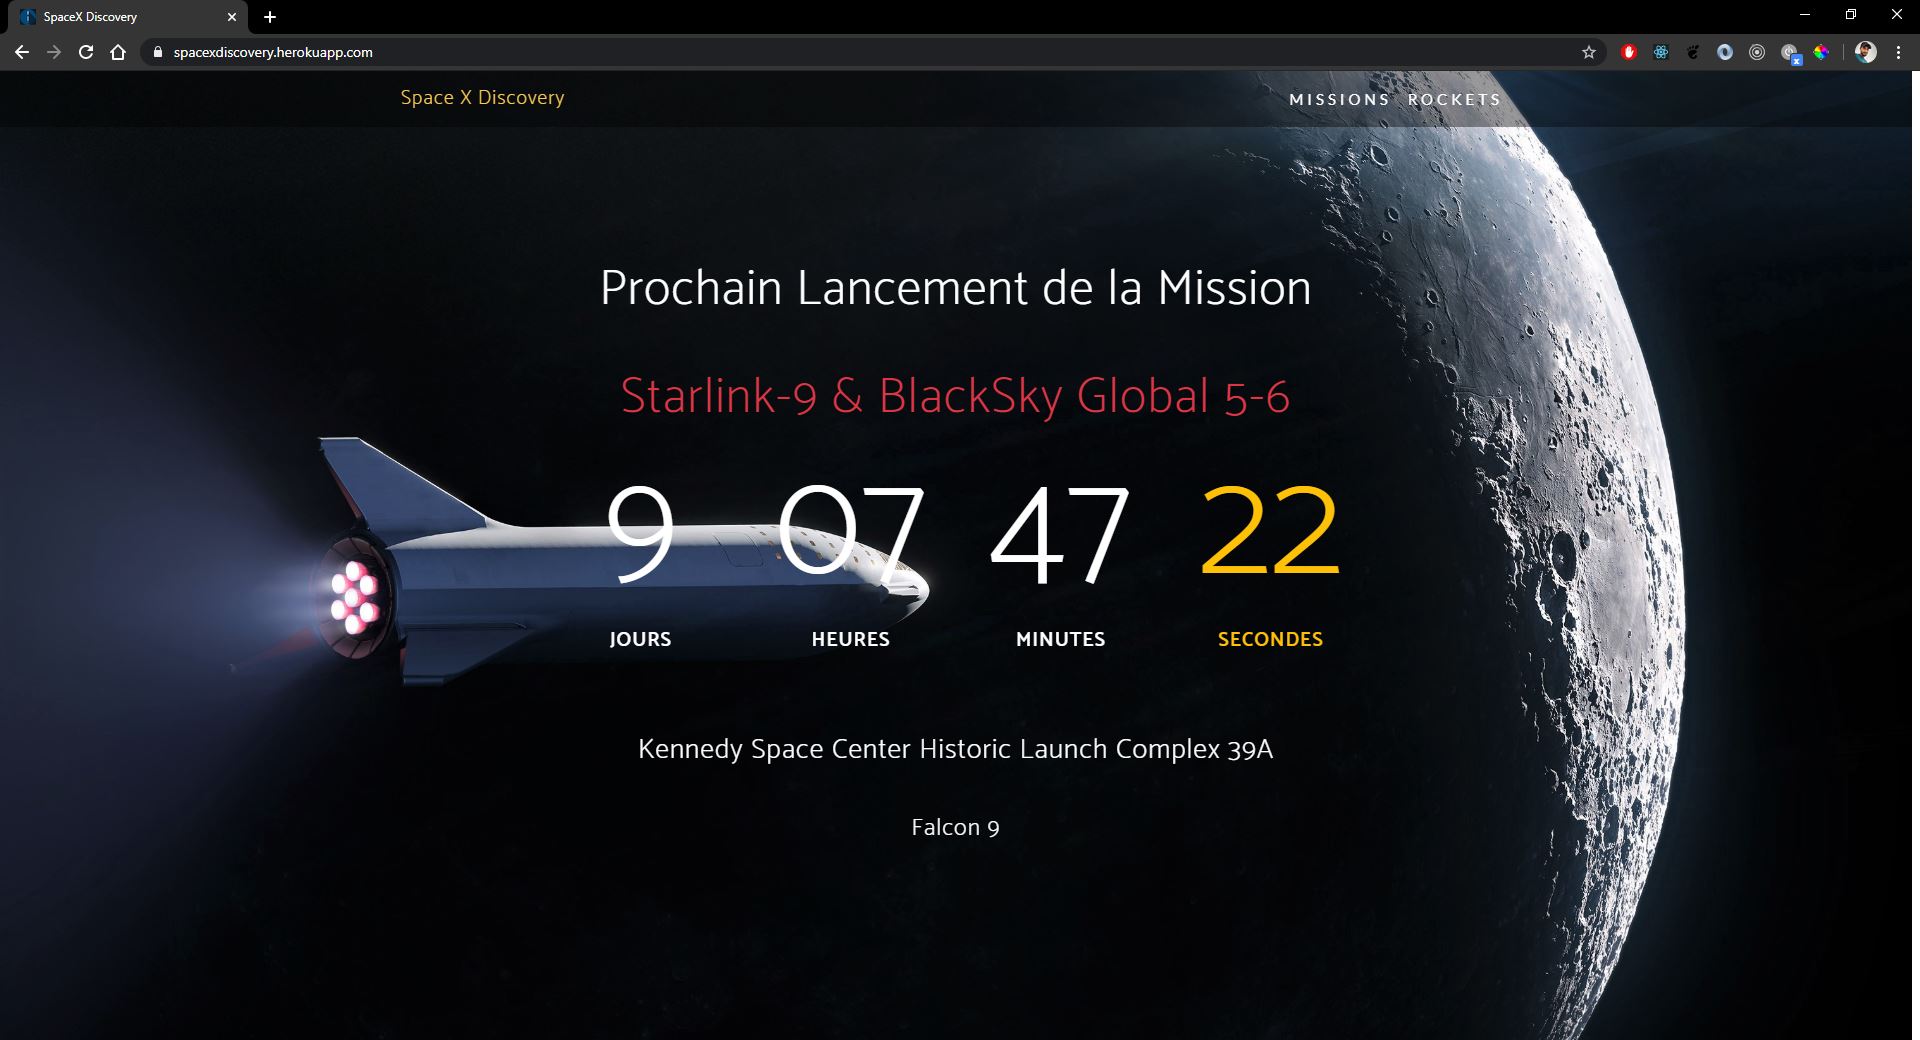 SpaceX Discovery
spacexdiscovery.herokuapp.com
Space X Discovery
MISSIONS ROCKETS
Prochain Lancement de la Mission
Starlink-9 & BlackSky Global 5-6
9 07 47 22
JOURS HEURES MINUTES SECONDES
Kennedy Space Center Historic Launch Complex 39A
Falcon 9